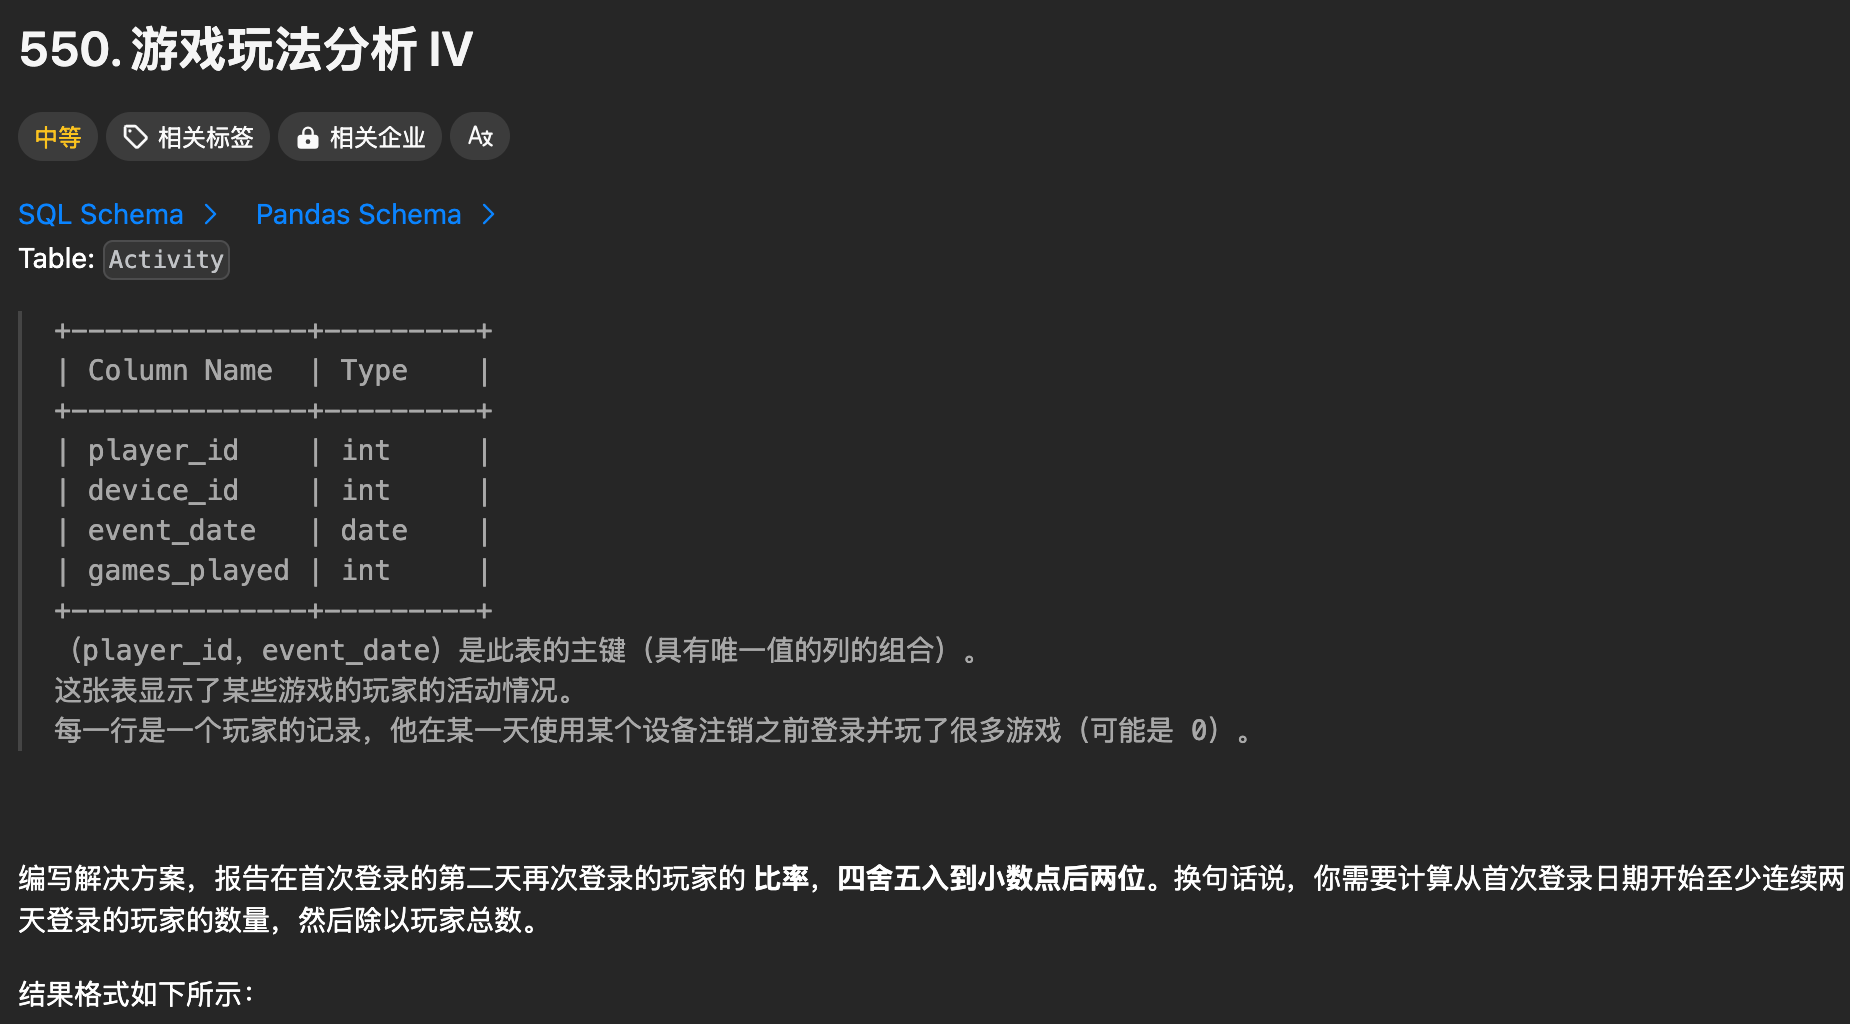 550. 游戏玩法分析 IV
中等 相关标签 相关企业 A文
SQL Schema > Pandas Schema >
Table: Activity
+--------------+---------+
| Column Name  | Type    |
+--------------+---------+
| player_id    | int     |
| device_id    | int     |
| event_date   | date    |
| games_played | int     |
+--------------+---------+
（player_id，event_date）是此表的主键（具有唯一值的列的组合）。
这张表显示了某些游戏的玩家的活动情况。
每一行是一个玩家的记录，他在某一天使用某个设备注销之前登录并玩了很多游戏（可能是 0）。
编写解决方案，报告在首次登录的第二天再次登录的玩家的 比率，四舍五入到小数点后两位。换句话说，你需要计算从首次登录日期开始至少连续两
天登录的玩家的数量，然后除以玩家总数。
结果格式如下所示：